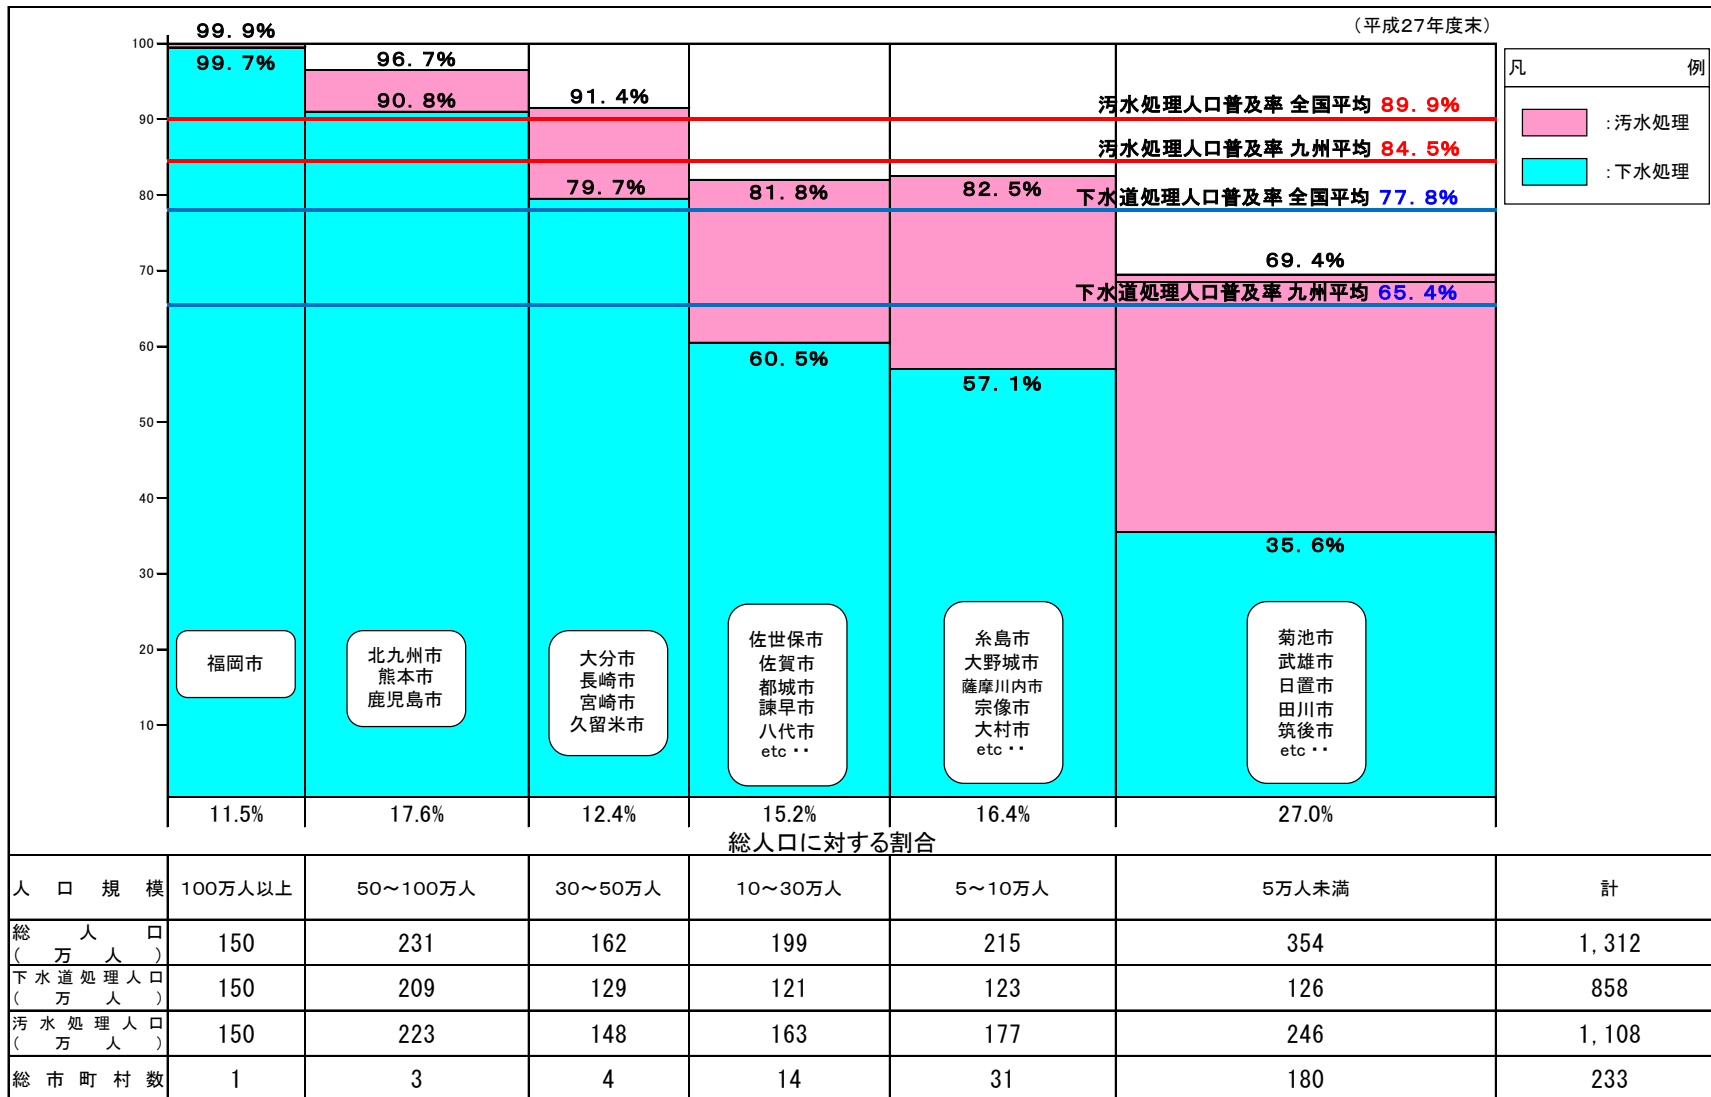 (平成27年度末)
99.9%
99.7%
96.7%
90.8%
91.4%
79.7%
81.8%
60.5%
82.5%
57.1%
69.4%
35.6%
汚水処理人口普及率 全国平均 89.9%
汚水処理人口普及率 九州平均 84.5%
下水道処理人口普及率 全国平均 77.8%
下水道処理人口普及率 九州平均 65.4%
凡 例
:汚水処理
:下水処理
100
90
80
70
60
50
40
30
20
10
福岡市
北九州市
熊本市
鹿児島市
大分市
長崎市
宮崎市
久留米市
佐世保市
佐賀市
都城市
諫早市
八代市
etc・・
糸島市
大野城市
薩摩川内市
宗像市
大村市
etc・・
菊池市
武雄市
日置市
田川市
筑後市
etc・・
11.5% 17.6% 12.4% 15.2% 16.4% 27.0%
総人口に対する割合
人口規模 100万人以上 50～100万人 30～50万人 10～30万人 5～10万人 5万人未満 計
総人口(万人) 150 231 162 199 215 354 1,312
下水道処理人口(万人) 150 209 129 121 123 126 858
汚水処理人口(万人) 150 223 148 163 177 246 1,108
総市町村数 1 3 4 14 31 180 233